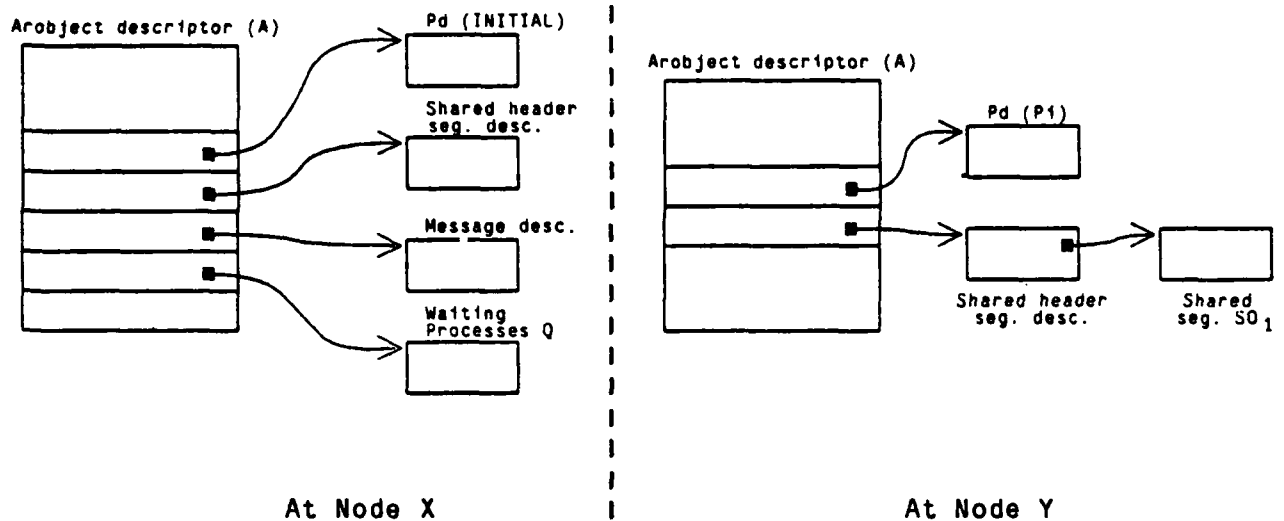 Arobject descriptor (A)
Pd (INITIAL)
Shared header
seg. desc.
Message desc.
Waiting
Processes Q
At Node X
Arobject descriptor (A)
Pd (Pi)
Shared header
seg. desc.
Shared
seg. SO1
At Node Y